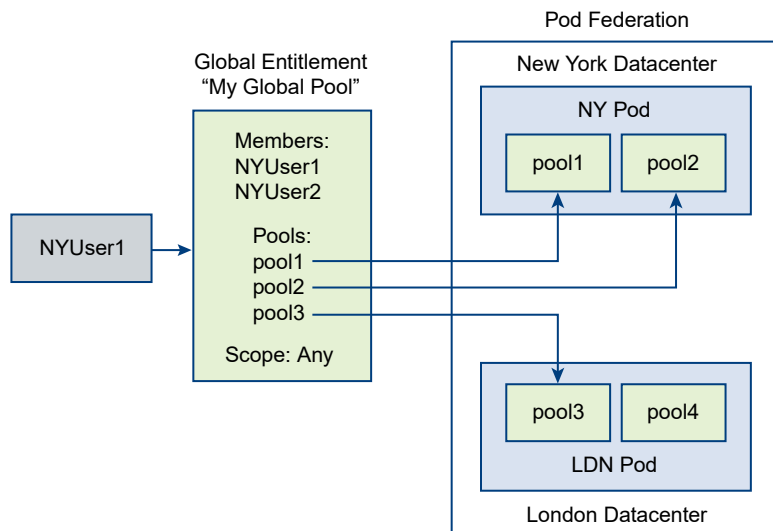 Pod Federation
Global Entitlement
“My Global Pool”
New York Datacenter
NY Pod
Members:
NYUser1
NYUser2
pool1
pool2
NYUser1
Pools:
pool1
pool2
pool3
Scope: Any
pool3
pool4
LDN Pod
London Datacenter